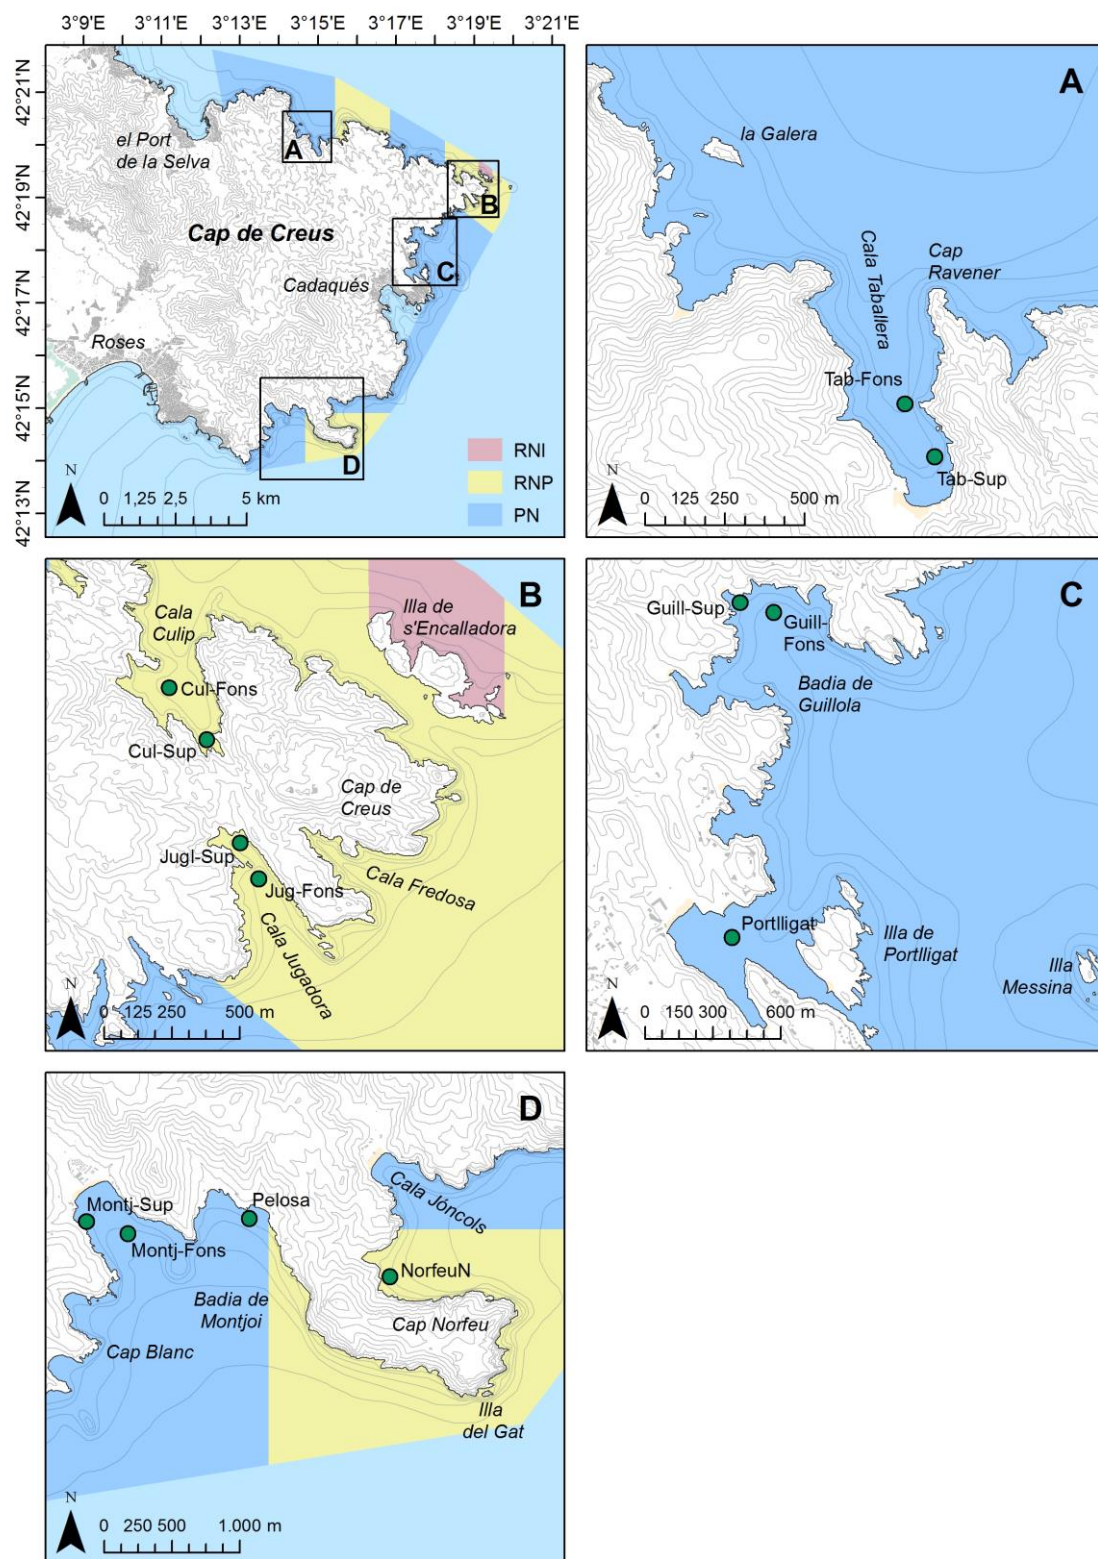 3°9'E 3°11'E 3°13'E 3°15'E 3°17'E 3°19'E 3°21'E
42°21'N
42°19'N
42°17'N
42°15'N
42°13'N
el Port
de la Selva
A
B
Cap de Creus
C
Cadaqués
Roses
D
RNI
RNP
PN
N
0 1,25 2,5 5 km
A
la Galera
Cala Taballera
Cap
Ravener
Tab-Fons
Tab-Sup
N
0 125 250 500 m
B
Cala
Culip
Illa de
s'Encalladora
Cul-Fons
Cul-Sup
Cap de
Creus
Jugl-Sup
Jug-Fons
Cala Fredosa
Cala Jugadora
N
0 125 250 500 m
C
Guill-Sup
Guill-
Fons
Badia de
Guillola
Portlligat
Illa de
Portlligat
Illa
Messina
N
0 150 300 600 m
D
Montj-Sup
Montj-Fons
Pelosa
Cala Jóncols
NorfeuN
Badia de
Montjoi
Cap Norfeu
Cap Blanc
Illa
del Gat
N
0 250 500 1.000 m